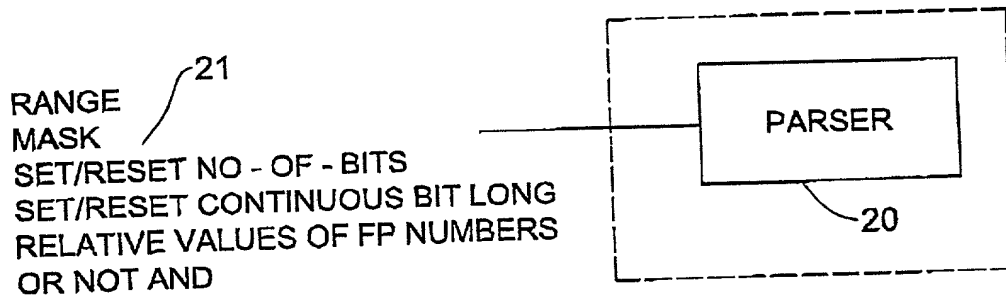 21
RANGE
MASK
SET/RESET NO - OF - BITS
SET/RESET CONTINUOUS BIT LONG
RELATIVE VALUES OF FP NUMBERS
OR NOT AND
PARSER
20